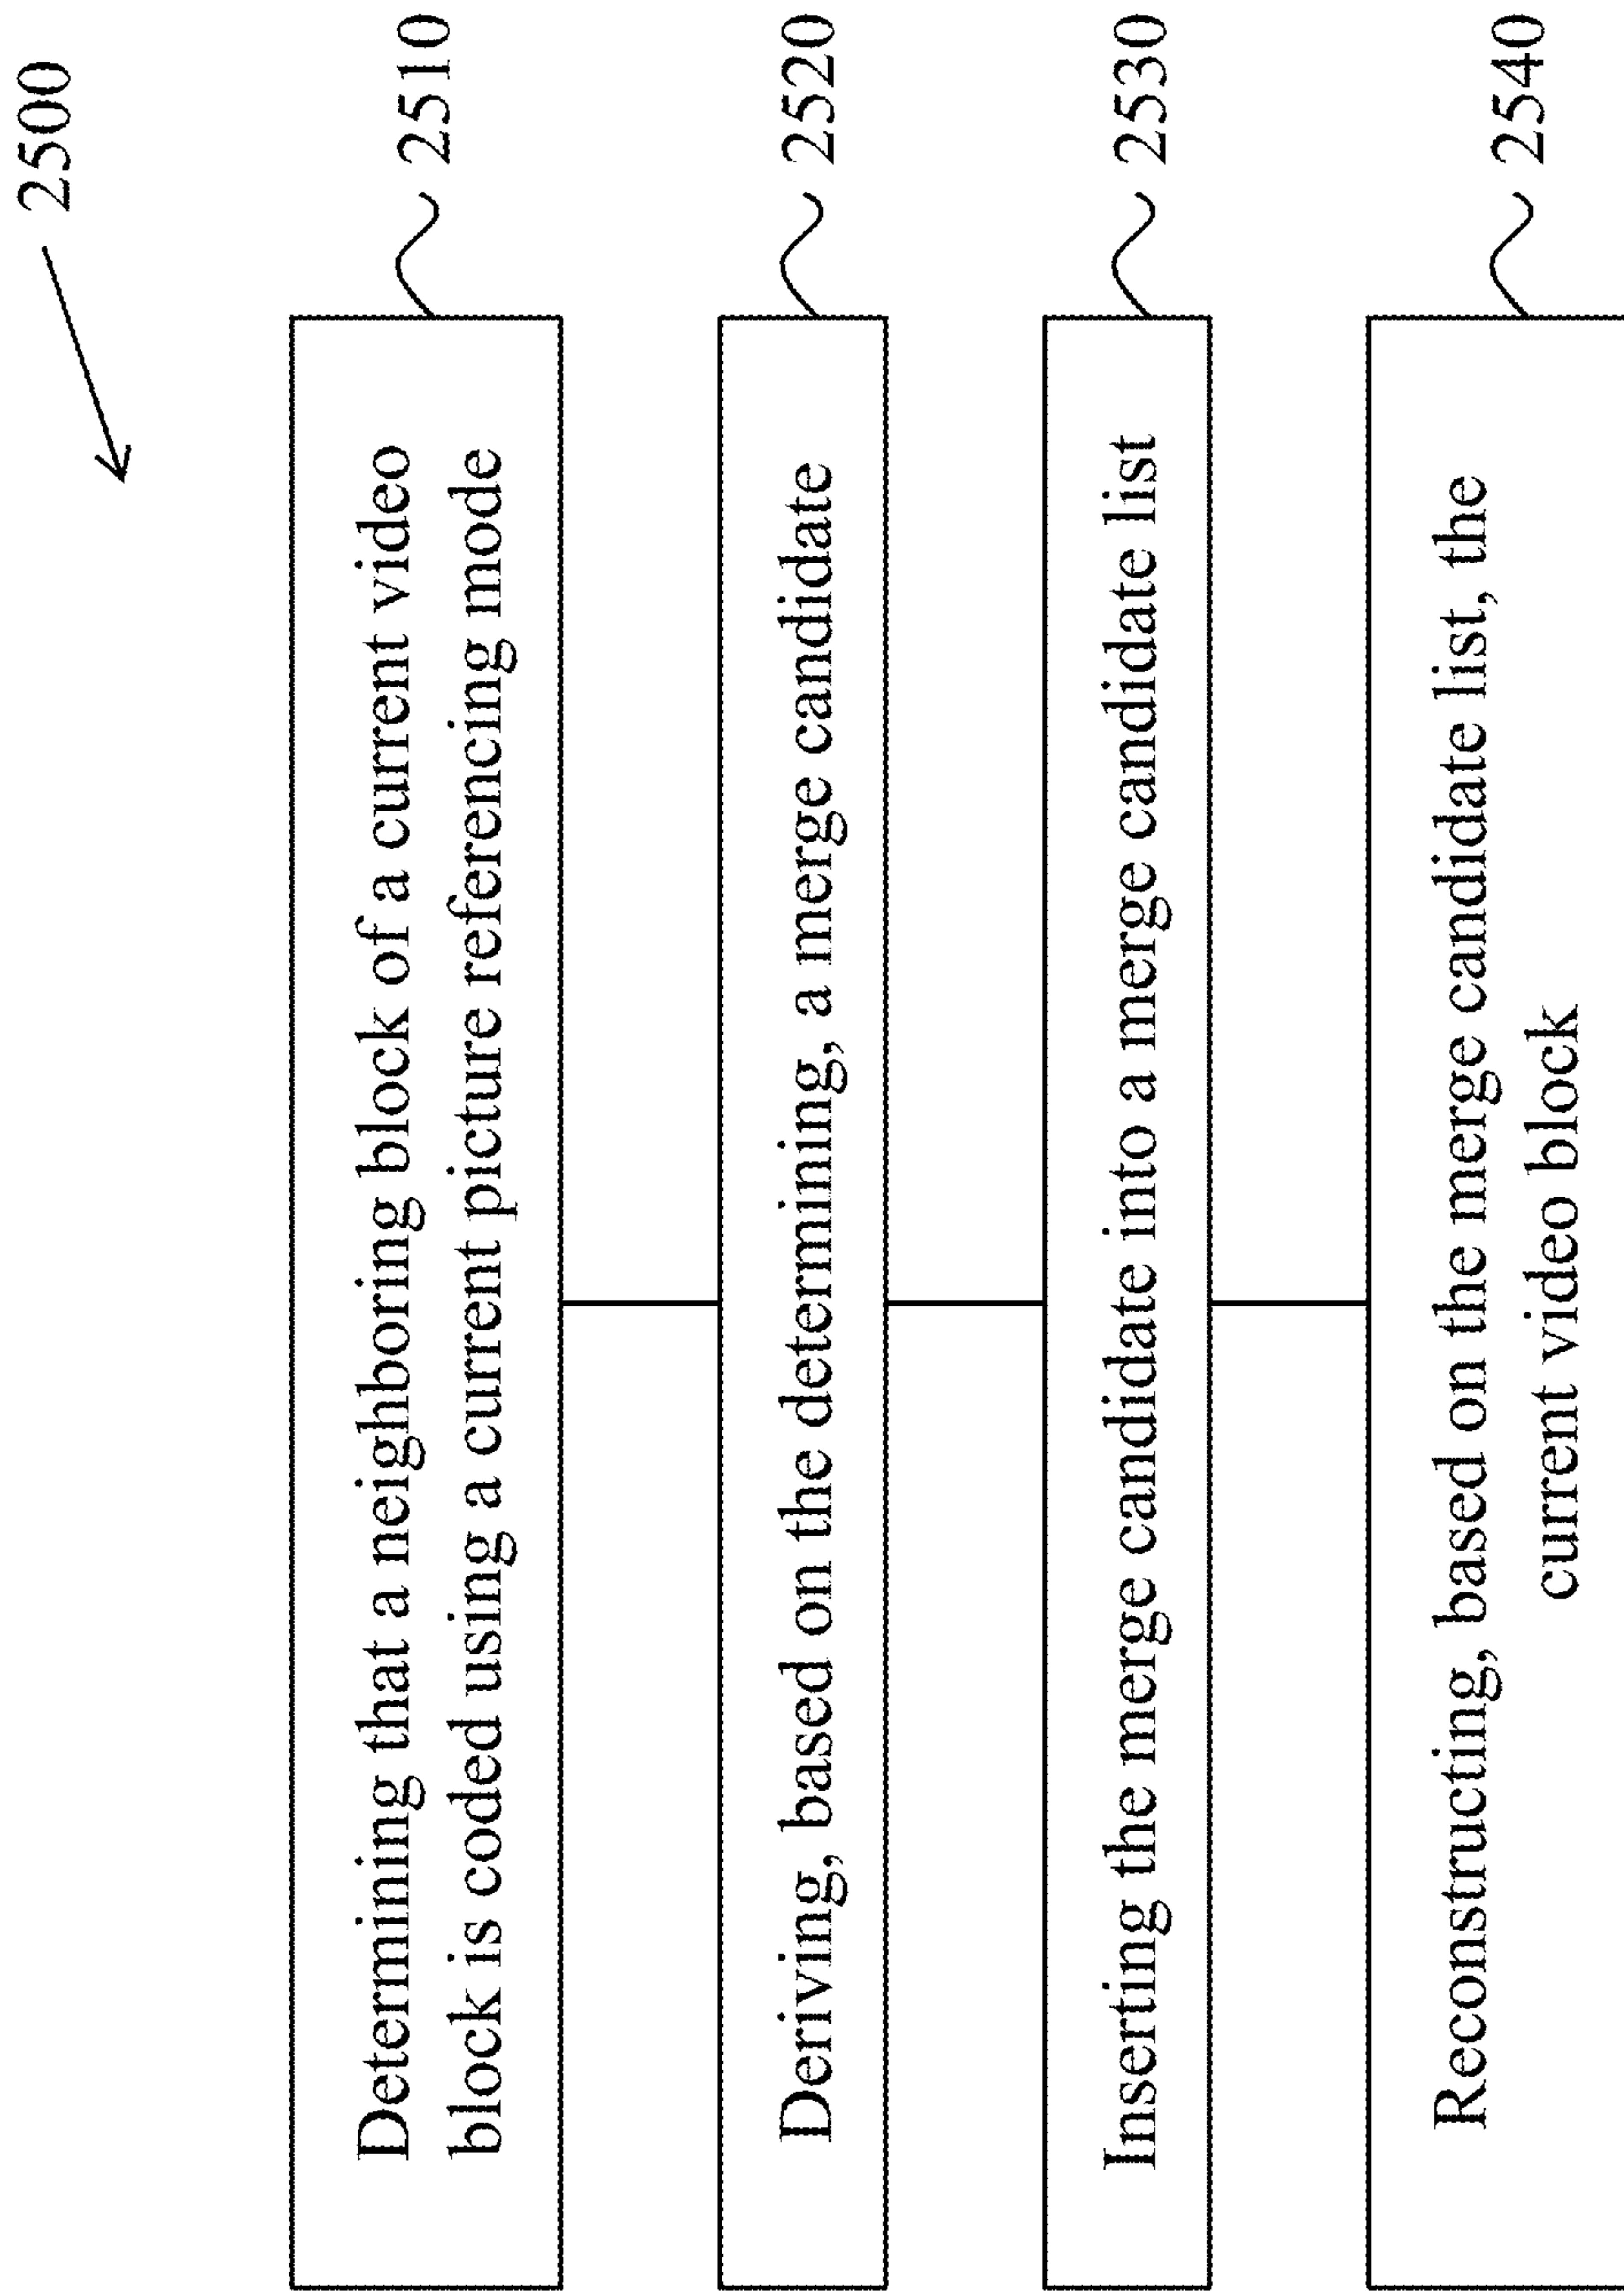 2500
Determining that a neighboring block of a current video
block is coded using a current picture referencing mode
2510
Deriving, based on the determining, a merge candidate
2520
Inserting the merge candidate into a merge candidate list
2530
Reconstructing, based on the merge candidate list, the
current video block
2540